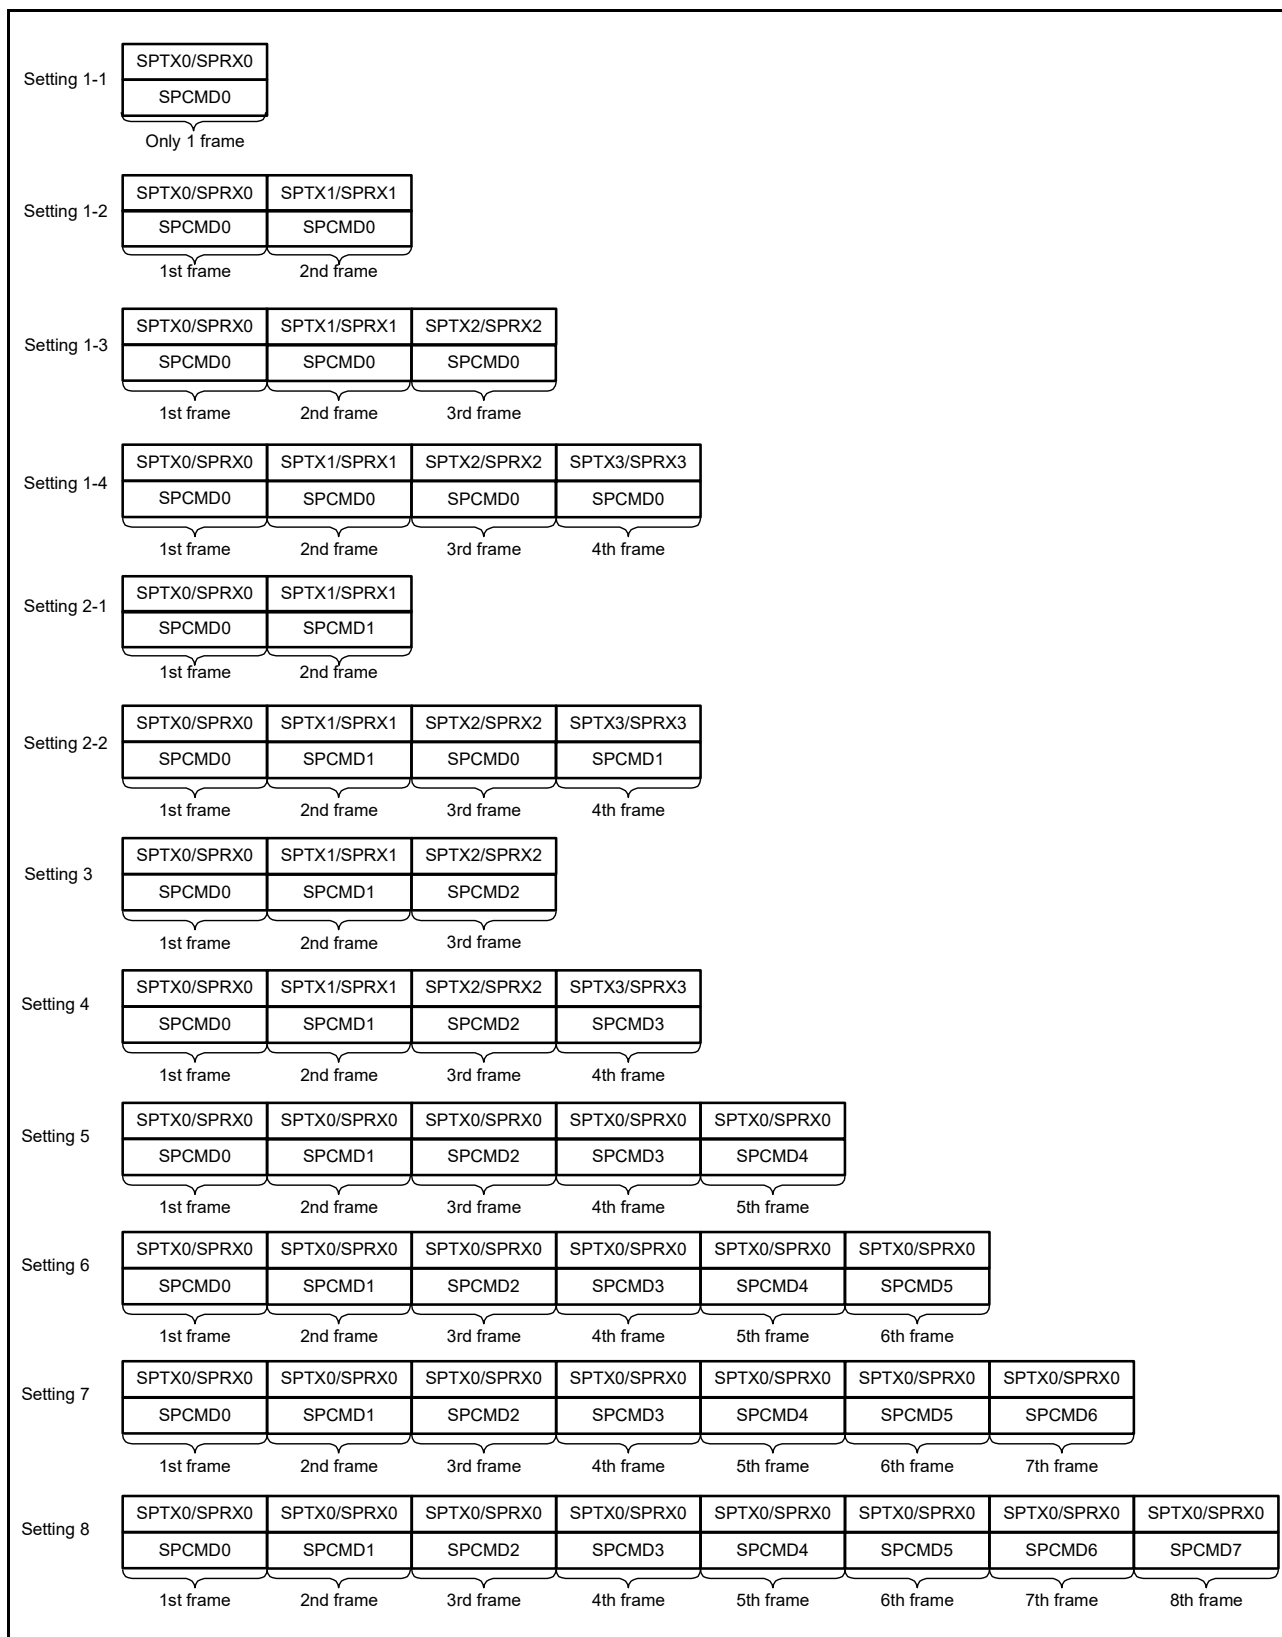 SPTX0/SPRX0
Setting 1-1
SPCMD0
Only 1 frame
SPTX0/SPRX0 SPTX1/SPRX1
Setting 1-2
SPCMD0 SPCMD0
1st frame 2nd frame
SPTX0/SPRX0 SPTX1/SPRX1 SPTX2/SPRX2
Setting 1-3
SPCMD0 SPCMD0 SPCMD0
1st frame 2nd frame 3rd frame
SPTX0/SPRX0 SPTX1/SPRX1 SPTX2/SPRX2 SPTX3/SPRX3
Setting 1-4
SPCMD0 SPCMD0 SPCMD0 SPCMD0
1st frame 2nd frame 3rd frame 4th frame
SPTX0/SPRX0 SPTX1/SPRX1
Setting 2-1
SPCMD0 SPCMD1
1st frame 2nd frame
SPTX0/SPRX0 SPTX1/SPRX1 SPTX2/SPRX2 SPTX3/SPRX3
Setting 2-2
SPCMD0 SPCMD1 SPCMD0 SPCMD1
1st frame 2nd frame 3rd frame 4th frame
SPTX0/SPRX0 SPTX1/SPRX1 SPTX2/SPRX2
Setting 3
SPCMD0 SPCMD1 SPCMD2
1st frame 2nd frame 3rd frame
SPTX0/SPRX0 SPTX1/SPRX1 SPTX2/SPRX2 SPTX3/SPRX3
Setting 4
SPCMD0 SPCMD1 SPCMD2 SPCMD3
1st frame 2nd frame 3rd frame 4th frame
SPTX0/SPRX0 SPTX0/SPRX0 SPTX0/SPRX0 SPTX0/SPRX0 SPTX0/SPRX0
Setting 5
SPCMD0 SPCMD1 SPCMD2 SPCMD3 SPCMD4
1st frame 2nd frame 3rd frame 4th frame 5th frame
SPTX0/SPRX0 SPTX0/SPRX0 SPTX0/SPRX0 SPTX0/SPRX0 SPTX0/SPRX0 SPTX0/SPRX0
Setting 6
SPCMD0 SPCMD1 SPCMD2 SPCMD3 SPCMD4 SPCMD5
1st frame 2nd frame 3rd frame 4th frame 5th frame 6th frame
SPTX0/SPRX0 SPTX0/SPRX0 SPTX0/SPRX0 SPTX0/SPRX0 SPTX0/SPRX0 SPTX0/SPRX0 SPTX0/SPRX0
Setting 7
SPCMD0 SPCMD1 SPCMD2 SPCMD3 SPCMD4 SPCMD5 SPCMD6
1st frame 2nd frame 3rd frame 4th frame 5th frame 6th frame 7th frame
SPTX0/SPRX0 SPTX0/SPRX0 SPTX0/SPRX0 SPTX0/SPRX0 SPTX0/SPRX0 SPTX0/SPRX0 SPTX0/SPRX0 SPTX0/SPRX0
Setting 8
SPCMD0 SPCMD1 SPCMD2 SPCMD3 SPCMD4 SPCMD5 SPCMD6 SPCMD7
1st frame 2nd frame 3rd frame 4th frame 5th frame 6th frame 7th frame 8th frame